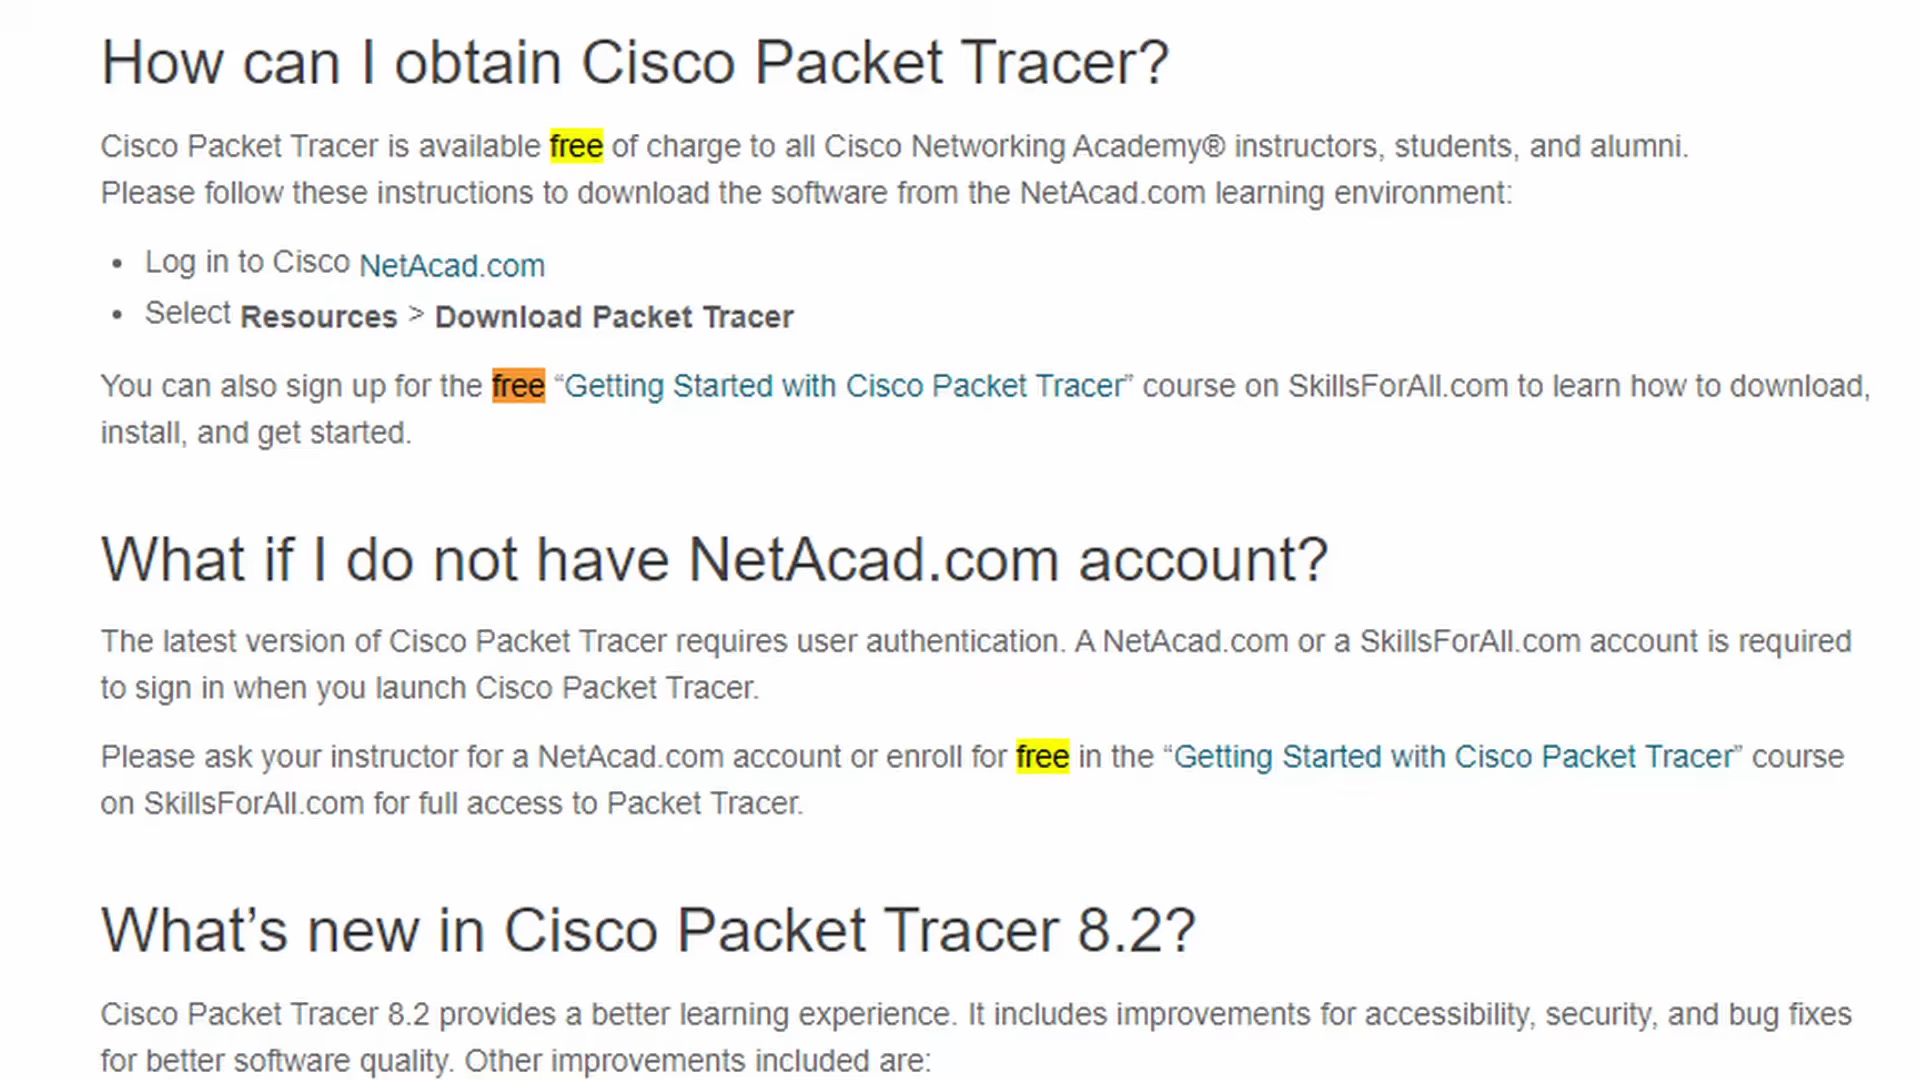 How can I obtain Cisco Packet Tracer?
Cisco Packet Tracer is available free of charge to all Cisco Networking Academy® instructors, students, and alumni.
Please follow these instructions to download the software from the NetAcad.com learning environment:
• Log in to Cisco NetAcad.com
• Select Resources > Download Packet Tracer
You can also sign up for the free “Getting Started with Cisco Packet Tracer” course on SkillsForAll.com to learn how to download,
install, and get started.
What if I do not have NetAcad.com account?
The latest version of Cisco Packet Tracer requires user authentication. A NetAcad.com or a SkillsForAll.com account is required
to sign in when you launch Cisco Packet Tracer.
Please ask your instructor for a NetAcad.com account or enroll for free in the “Getting Started with Cisco Packet Tracer” course
on SkillsForAll.com for full access to Packet Tracer.
What’s new in Cisco Packet Tracer 8.2?
Cisco Packet Tracer 8.2 provides a better learning experience. It includes improvements for accessibility, security, and bug fixes
for better software quality. Other improvements included are: